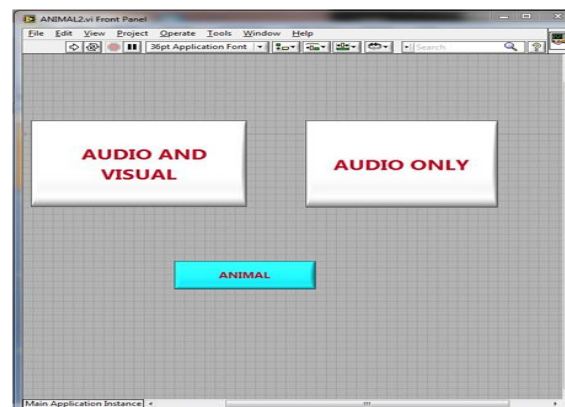 ANIMAL2.vi Front Panel
File Edit View Project Operate Tools Window Help
36pt Application Font Search
AUDIO AND
VISUAL
AUDIO ONLY
ANIMAL
Main Application Instance